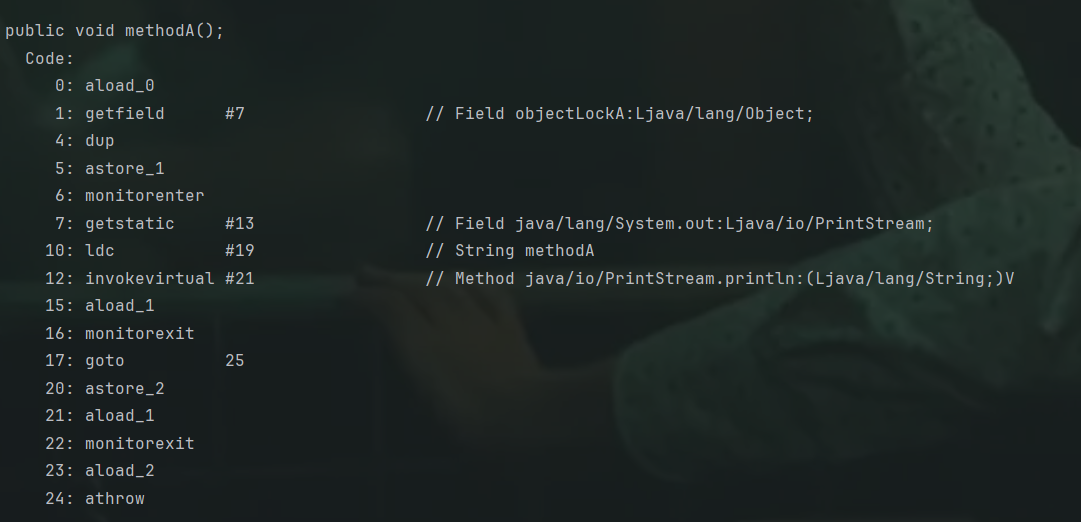 public void methodA();
  Code:
     0: aload_0
     1: getfield      #7                  // Field objectLockA:Ljava/lang/Object;
     4: dup
     5: astore_1
     6: monitorenter
     7: getstatic     #13                 // Field java/lang/System.out:Ljava/io/PrintStream;
    10: ldc           #19                 // String methodA
    12: invokevirtual #21                 // Method java/io/PrintStream.println:(Ljava/lang/String;)V
    15: aload_1
    16: monitorexit
    17: goto          25
    20: astore_2
    21: aload_1
    22: monitorexit
    23: aload_2
    24: athrow